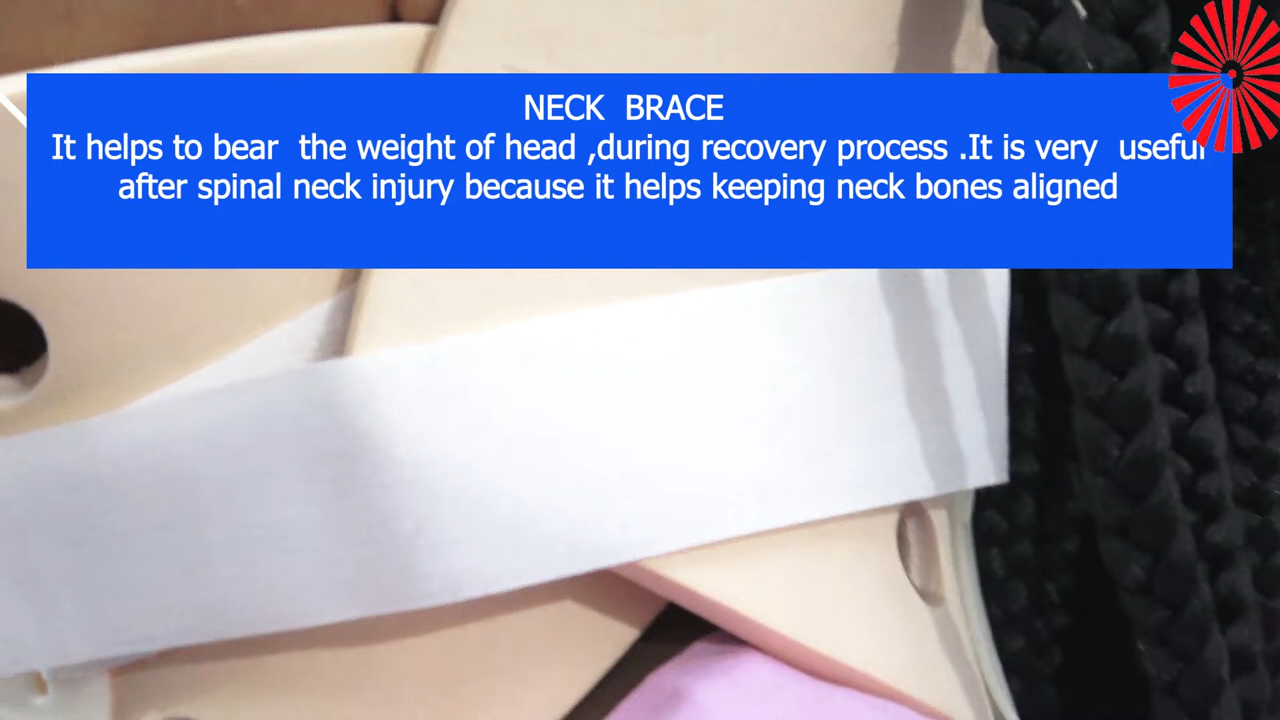 NECK  BRACE
It helps to bear  the weight of head ,during recovery process .It is very  useful
after spinal neck injury because it helps keeping neck bones aligned